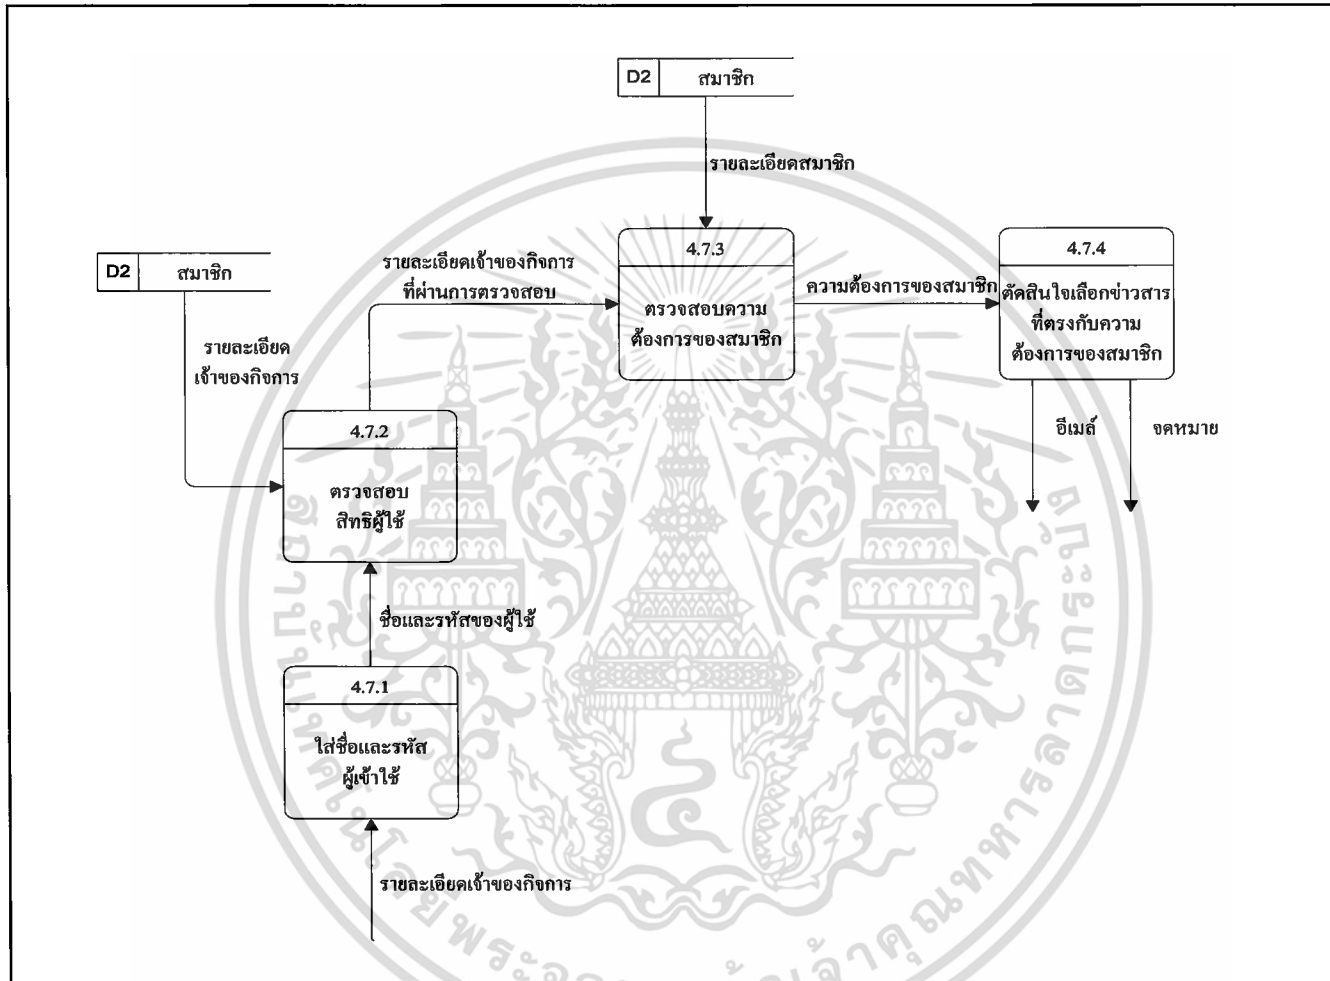 D2 สมาชิก
รายละเอียดสมาชิก
D2 สมาชิก
รายละเอียด
เจ้าของกิจการ
รายละเอียดเจ้าของกิจการ
ที่ผ่านการตรวจสอบ
4.7.3
ตรวจสอบความ
ต้องการของสมาชิก
ความต้องการของสมาชิก
4.7.4
ตัดสินใจเลือกข่าวสาร
ที่ตรงกับความ
ต้องการของสมาชิก
อีเมล์
จดหมาย
4.7.2
ตรวจสอบ
สิทธิผู้ใช้
ชื่อและรหัสของผู้ใช้
4.7.1
ใส่ชื่อและรหัส
ผู้เข้าใช้
รายละเอียดเจ้าของกิจการ